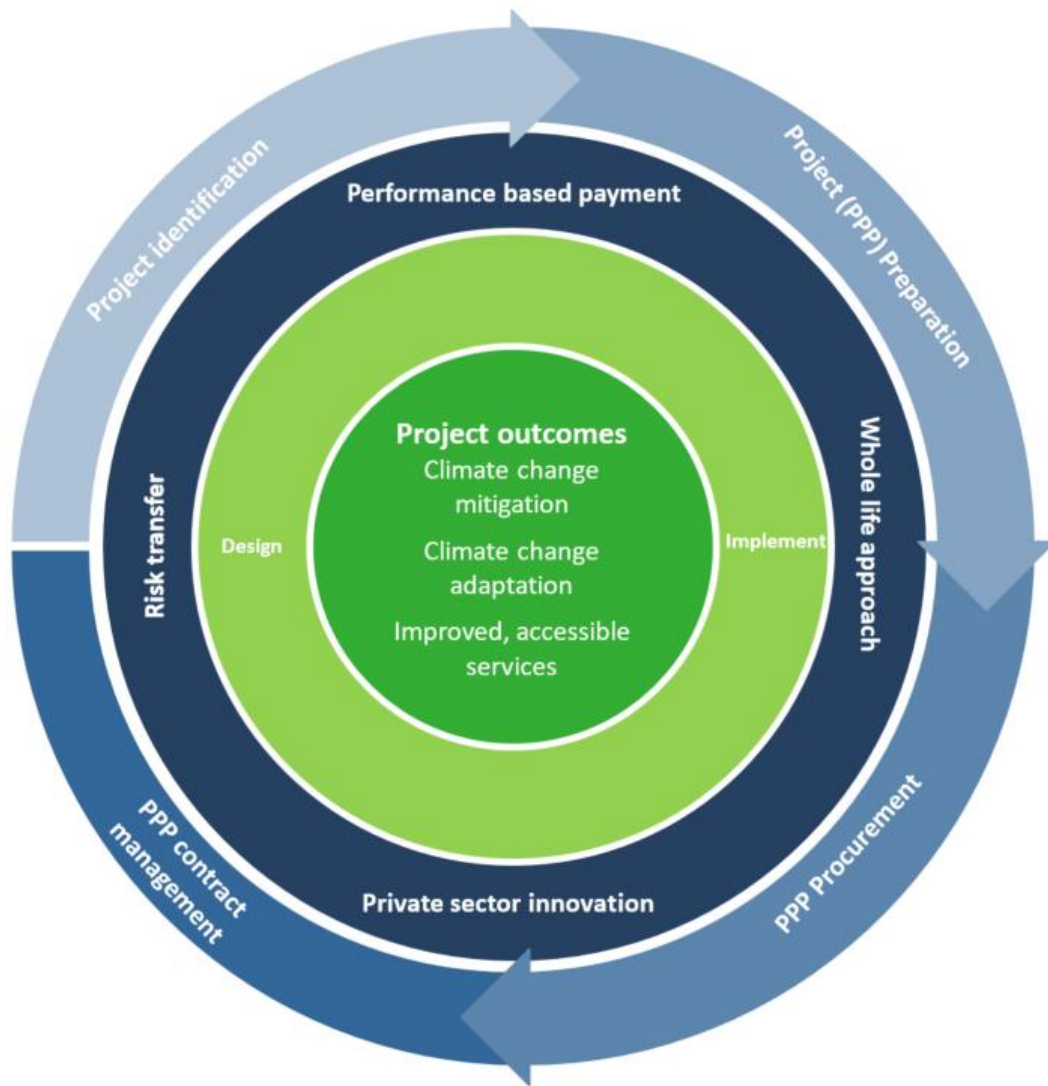 Project identification
Project (PPP) Preparation
Performance based payment
Project outcomes
Climate change
mitigation
Climate change
adaptation
Improved, accessible
services
Design
Implement
Risk transfer
Whole life approach
Private sector innovation
PPP contract
management
PPP Procurement